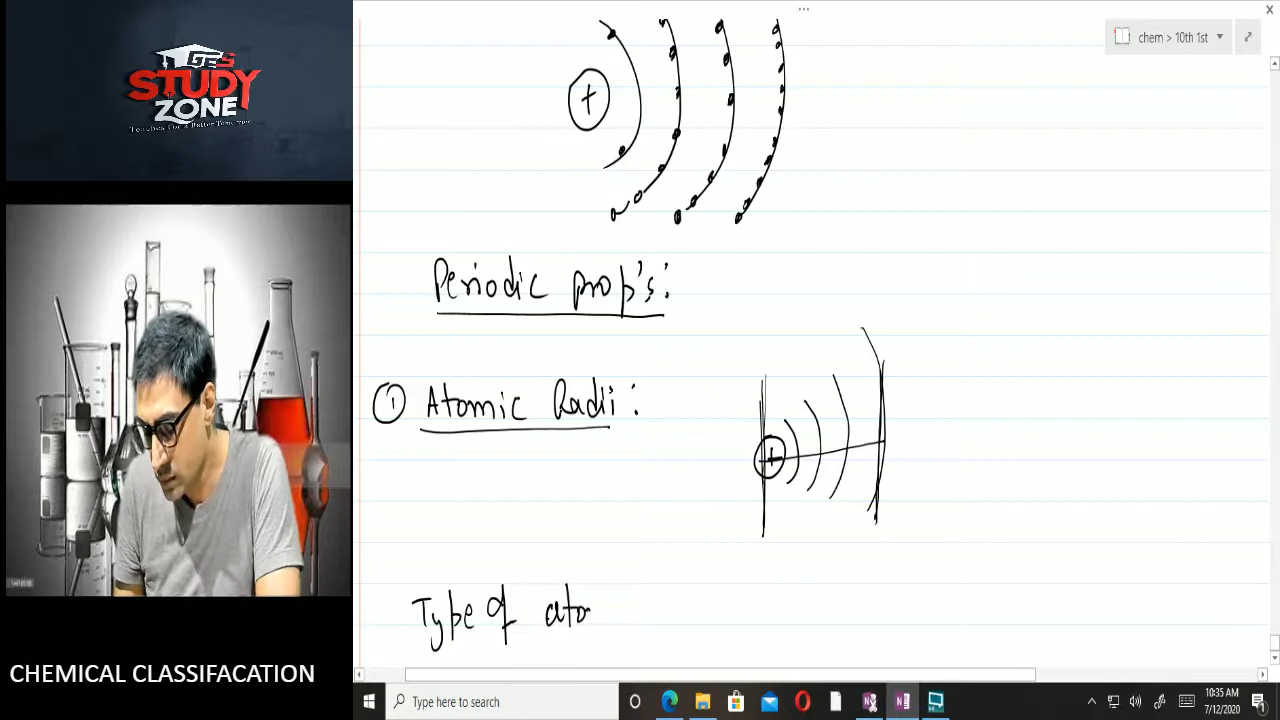 GES
STUDY
ZONE
chem > 10th 1st
+
Periodic prop's:
① Atomic Radii:
+
Type of ato
CHEMICAL CLASSIFACATION
Type here to search
10:35 AM
7/12/2020